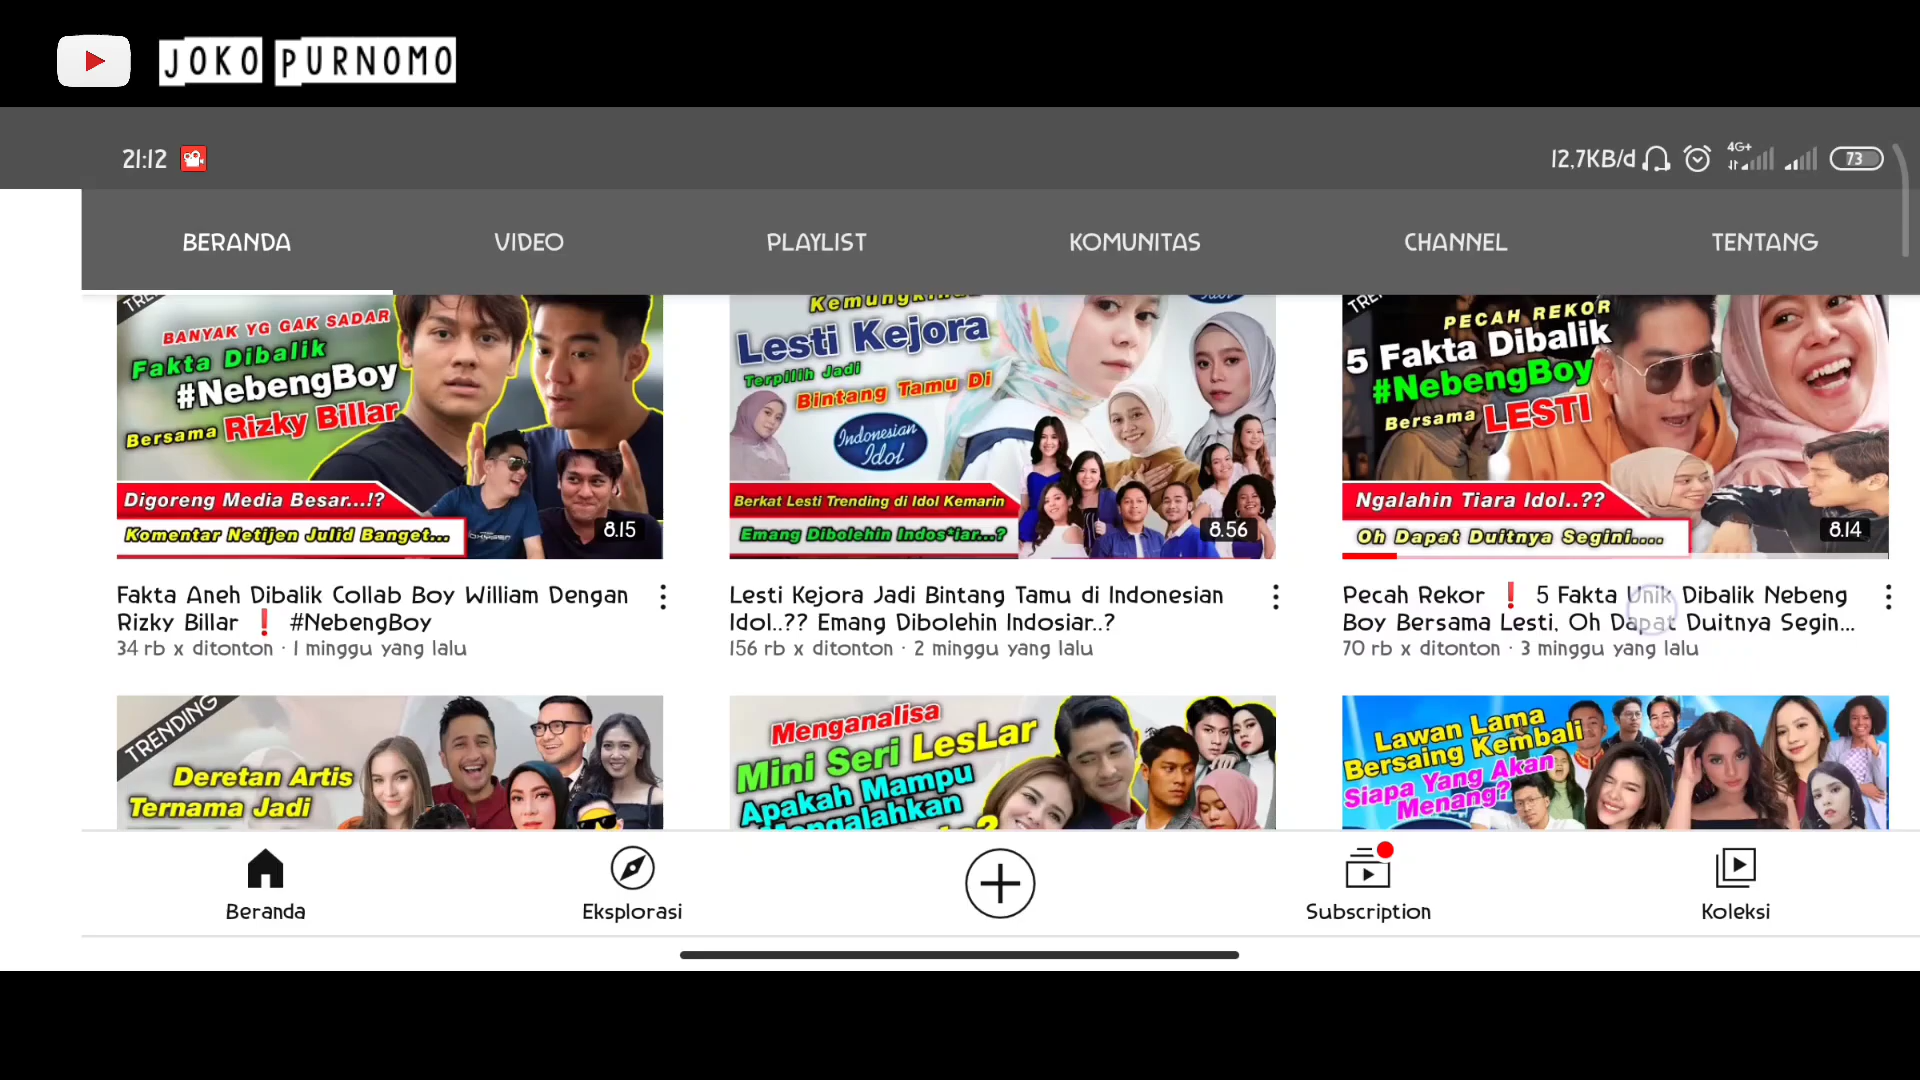 JOKO PURNOMO
21:12
12,7KB/d
4G+
73
BERANDA
VIDEO
PLAYLIST
KOMUNITAS
CHANNEL
TENTANG
BANYAK YG GAK SADAR
Fakta Dibalik
#NebengBoy
Bersama Rizky Billar
Digoreng Media Besar...!?
Komentar Netijen Julid Banget...
8.15
Lesti Kejora
Terpilih Jadi
Bintang Tamu Di
Indonesian
Idol
Berkat Lesti Trending di Idol Kemarin
Emang Dibolehin Indos*iar...?
8.56
PECAH REKOR
5 Fakta Dibalik
#NebengBoy
Bersama LESTI
Ngalahin Tiara Idol..??
Oh Dapat Duitnya Segini....
8.14
Fakta Aneh Dibalik Collab Boy William Dengan
Rizky Billar ❗ #NebengBoy
34 rb x ditonton · 1 minggu yang lalu
Lesti Kejora Jadi Bintang Tamu di Indonesian
Idol..?? Emang Dibolehin Indosiar..?
156 rb x ditonton · 2 minggu yang lalu
Pecah Rekor ❗ 5 Fakta Unik Dibalik Nebeng
Boy Bersama Lesti, Oh Dapat Duitnya Segin...
70 rb x ditonton · 3 minggu yang lalu
TRENDING
Deretan Artis
Ternama Jadi
Menganalisa
Mini Seri LesLar
Apakah Mampu
Mengalahkan
Lawan Lama
Bersaing Kembali
Siapa Yang Akan
Menang?
Beranda
Eksplorasi
Subscription
Koleksi